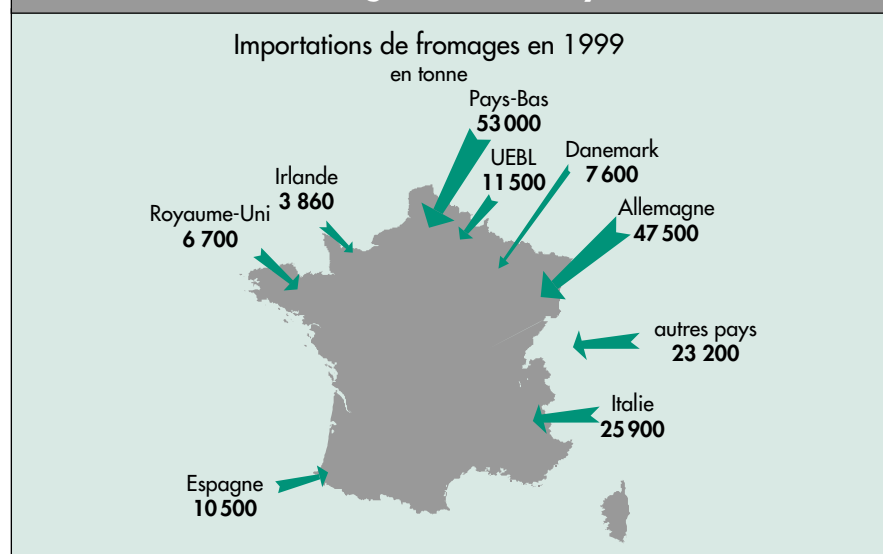 Importations de fromages en 1999
en tonne
Pays-Bas
53 000
UEBL
11 500
Danemark
7 600
Irlande
3 860
Royaume-Uni
6 700
Allemagne
47 500
autres pays
23 200
Italie
25 900
Espagne
10 500